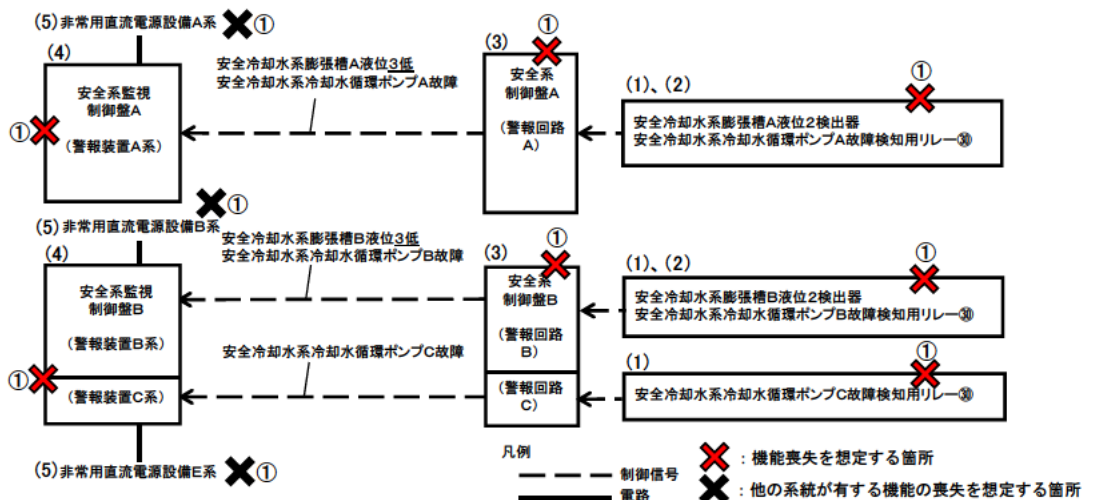 (5)非常用直流電源設備A系 ①
(4)
安全系監視
制御盤A
(警報装置A系)
①
安全冷却水系膨張槽A液位3低
安全冷却水系冷却水循環ポンプA故障
(3)
①
安全系
制御盤A
(警報回路
A)
(1)、(2)
①
安全冷却水系膨張槽A液位2検出器
安全冷却水系冷却水循環ポンプA故障検知用リレー㉚
①
(5)非常用直流電源設備B系
(4)
安全系監視
制御盤B
(警報装置B系)
①
(警報装置C系)
安全冷却水系膨張槽B液位3低
安全冷却水系冷却水循環ポンプB故障
安全冷却水系冷却水循環ポンプC故障
(3)
①
安全系
制御盤B
(警報回路
B)
(警報回路
C)
(1)、(2)
①
安全冷却水系膨張槽B液位2検出器
安全冷却水系冷却水循環ポンプB故障検知用リレー㉚
(1)
①
安全冷却水系冷却水循環ポンプC故障検知用リレー㉚
(5)非常用直流電源設備E系 ①
凡例
制御信号
電路
:機能喪失を想定する箇所
:他の系統が有する機能の喪失を想定する箇所